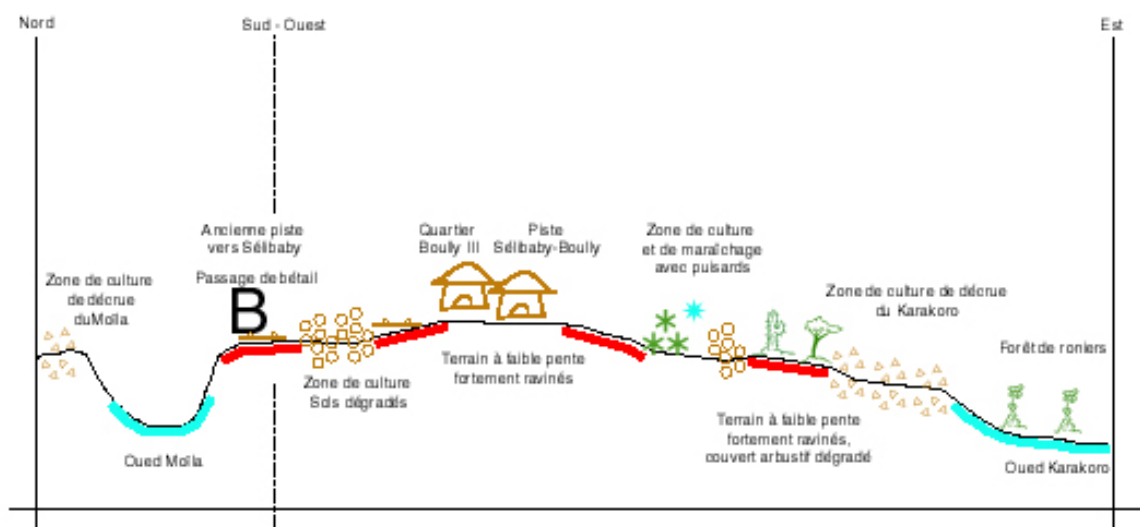 Nord
Sud - Ouest
Est
Ancienne piste
vers Sélibaby
Passage de bétail
B
Quartier
Boully III
Piste
Sélibaby-Boully
Zone de culture
et de maraîchage
avec puisards
Zone de culture
de décrue
du Moïla
Zone de culture de décrue
du Karakoro
Forêt de roniers
Terrain à faible pente
fortement ravinés
Zone de culture
Sols dégradés
Terrain à faible pente
fortement ravinés,
couvert arbustif dégradé
Oued Moïla
Oued Karakoro